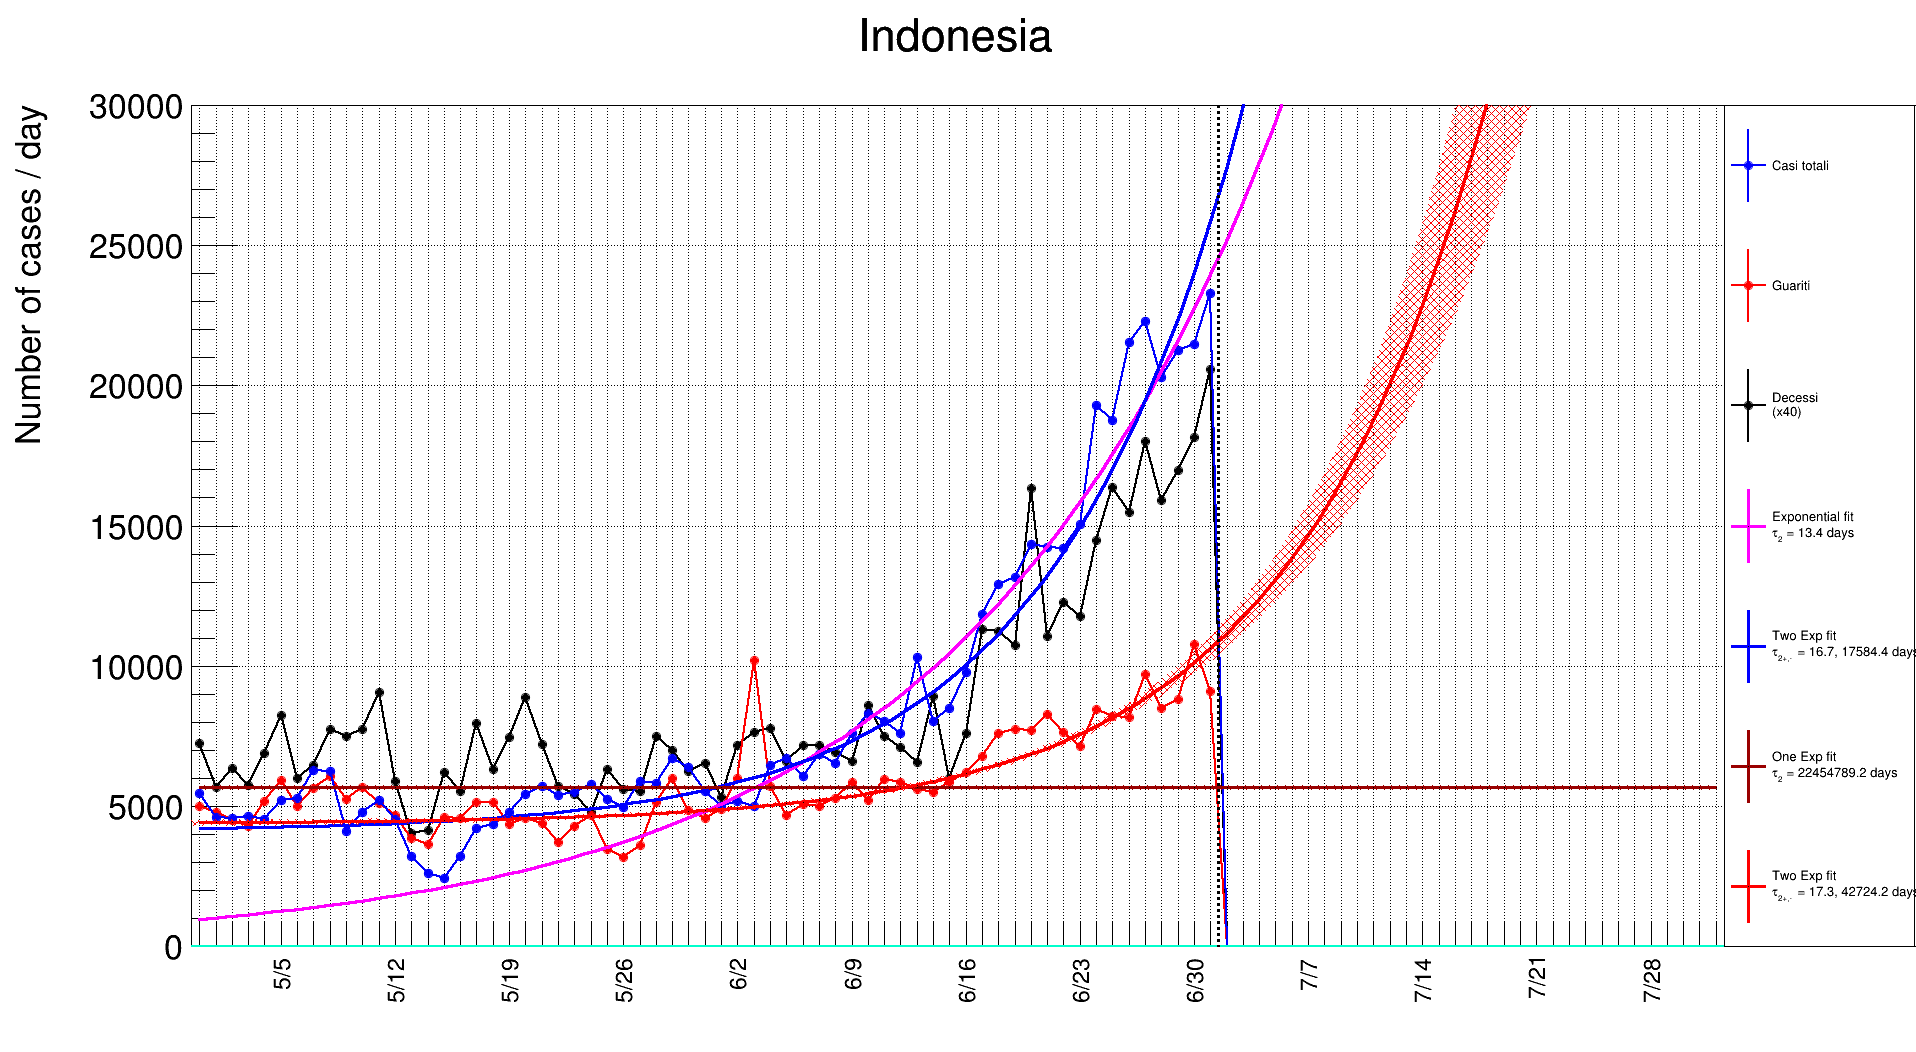 Indonesia
Number of cases / day
30000
25000
20000
15000
10000
5000
0
5/5
5/12
5/19
5/26
6/2
6/9
6/16
6/23
6/30
7/7
7/14
7/21
7/28
Casi totali
Guariti
Decessi
(x40)
Exponential fit
τ2 = 13.4 days
Two Exp fit
τ2+,- = 16.7, 17584.4 days
One Exp fit
τ2 = 22454789.2 days
Two Exp fit
τ2+,- = 17.3, 42724.2 days